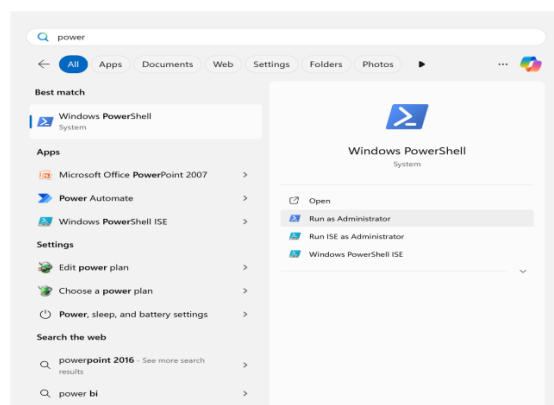 power
All Apps Documents Web Settings Folders Photos
Best match
Windows PowerShell
System
Apps
Microsoft Office PowerPoint 2007
Power Automate
Windows PowerShell ISE
Settings
Edit power plan
Choose a power plan
Power, sleep, and battery settings
Search the web
powerpoint 2016 - See more search
results
power bi
Windows PowerShell
System
Open
Run as Administrator
Run ISE as Administrator
Windows PowerShell ISE